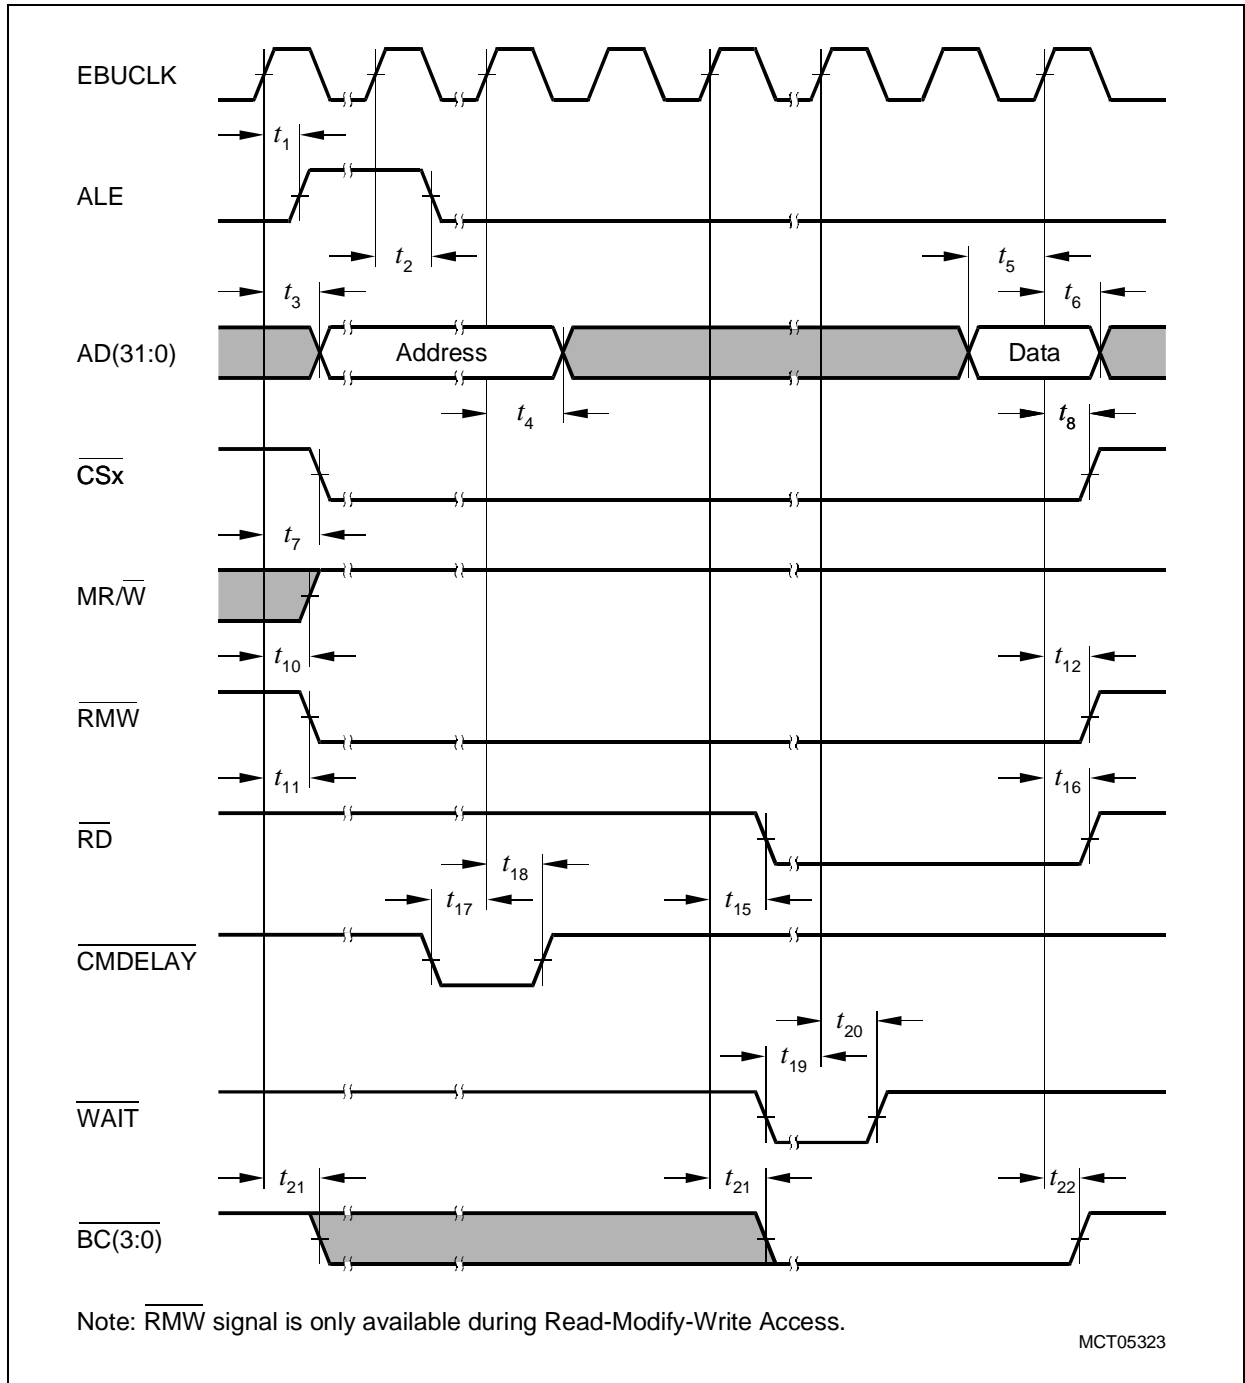 EBUCLK
t1
ALE
t2
t5
t3
t6
AD(31:0)
Address
Data
t4
t8
CSx
t7
MR/W
t10
t12
RMW
t11
t16
RD
t18
t17
t15
CMDELAY
t20
t19
WAIT
t21
t21
t22
BC(3:0)
Note: RMW signal is only available during Read-Modify-Write Access.
MCT05323